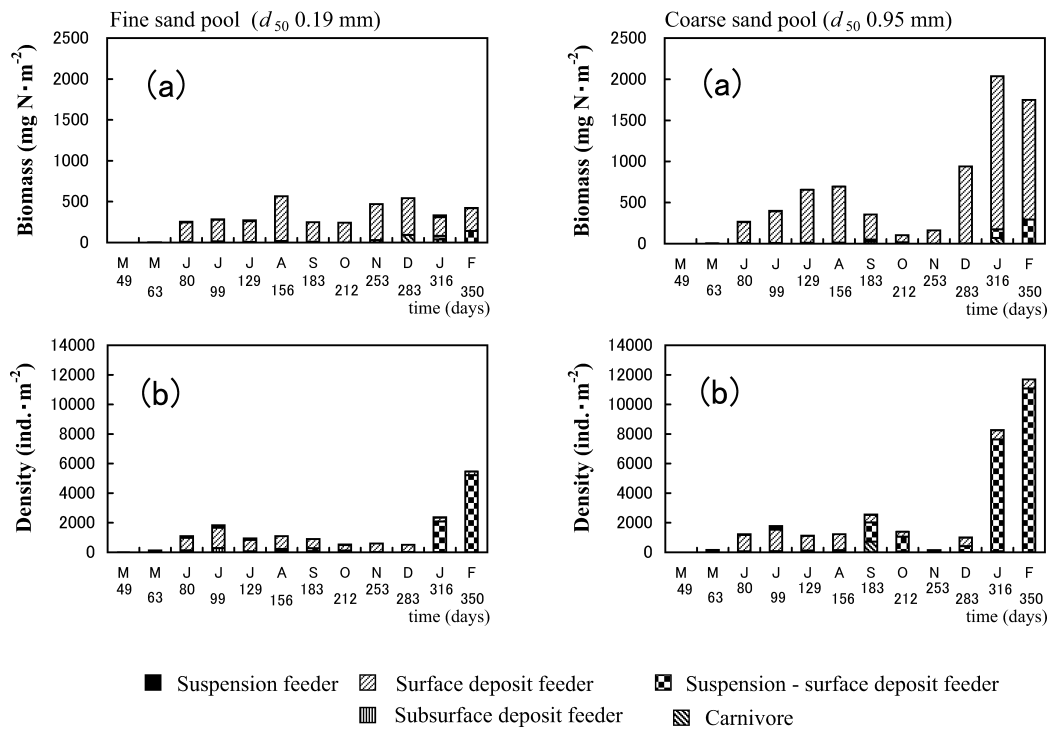 Fine sand pool (d50 0.19 mm)
Coarse sand pool (d50 0.95 mm)
Biomass (mg N・m-2)
2500
2000
1500
1000
500
0
(a)
M M J J J A S O N D J F
49 63 80 99 129 156 183 212 253 283 316 350
time (days)
Biomass (mg N・m-2)
2500
2000
1500
1000
500
0
(a)
M M J J J A S O N D J F
49 63 80 99 129 156 183 212 253 283 316 350
time (days)
Density (ind.・m-2)
14000
12000
10000
8000
6000
4000
2000
0
(b)
M M J J J A S O N D J F
49 63 80 99 129 156 183 212 253 283 316 350
time (days)
Density (ind.・m-2)
14000
12000
10000
8000
6000
4000
2000
0
(b)
M M J J J A S O N D J F
49 63 80 99 129 156 183 212 253 283 316 350
time (days)
Suspension feeder
Surface deposit feeder
Suspension - surface deposit feeder
Subsurface deposit feeder
Carnivore